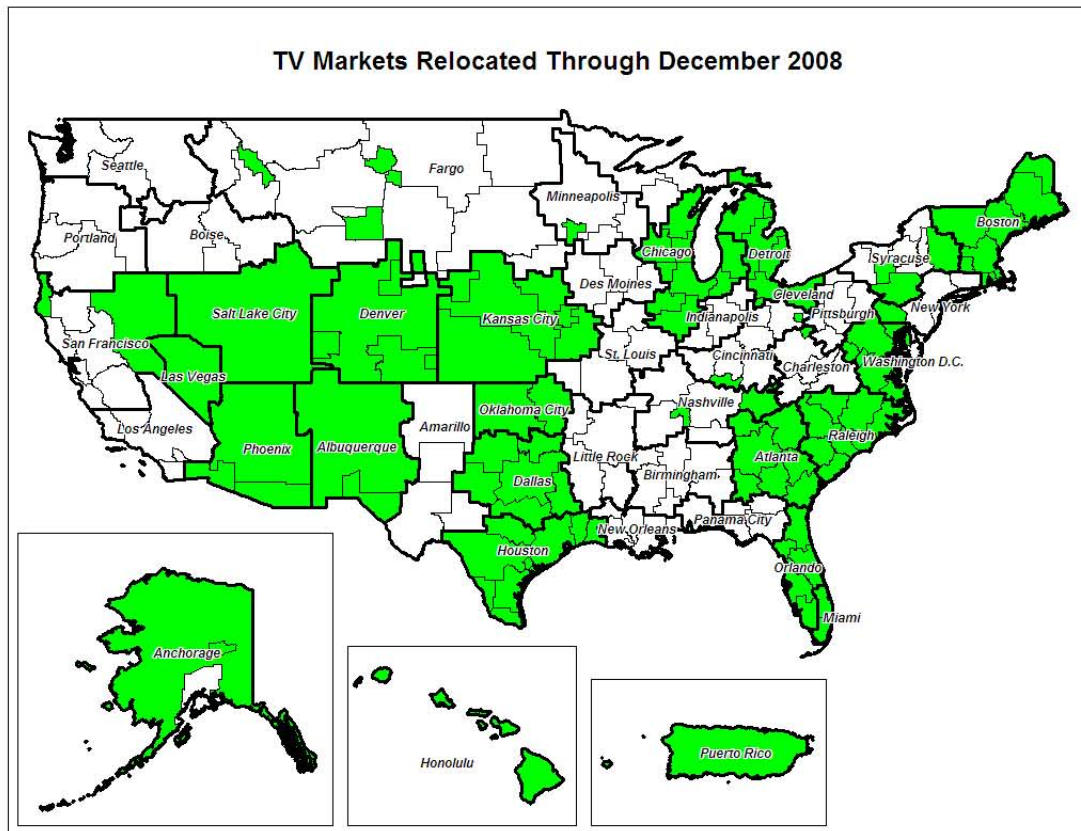 TV Markets Relocated Through December 2008
Seattle
Fargo
Minneapolis
Portland
Boise
Boston
Syracuse
Chicago
Detroit
Des Moines
Cleveland
New York
Salt Lake City
Denver
Kansas City
Indianapolis
Pittsburgh
San Francisco
St. Louis
Cincinnati
Charleston
Washington D.C.
Las Vegas
Los Angeles
Phoenix
Albuquerque
Amarillo
Oklahoma City
Nashville
Raleigh
Little Rock
Atlanta
Dallas
Birmingham
Houston
New Orleans
Panama City
Orlando
Miami
Anchorage
Honolulu
Puerto Rico